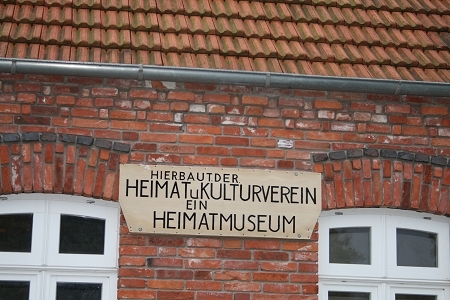 HIERBAUTDER
HEIMATuKULTURVEREIN
EIN
HEIMATMUSEUM